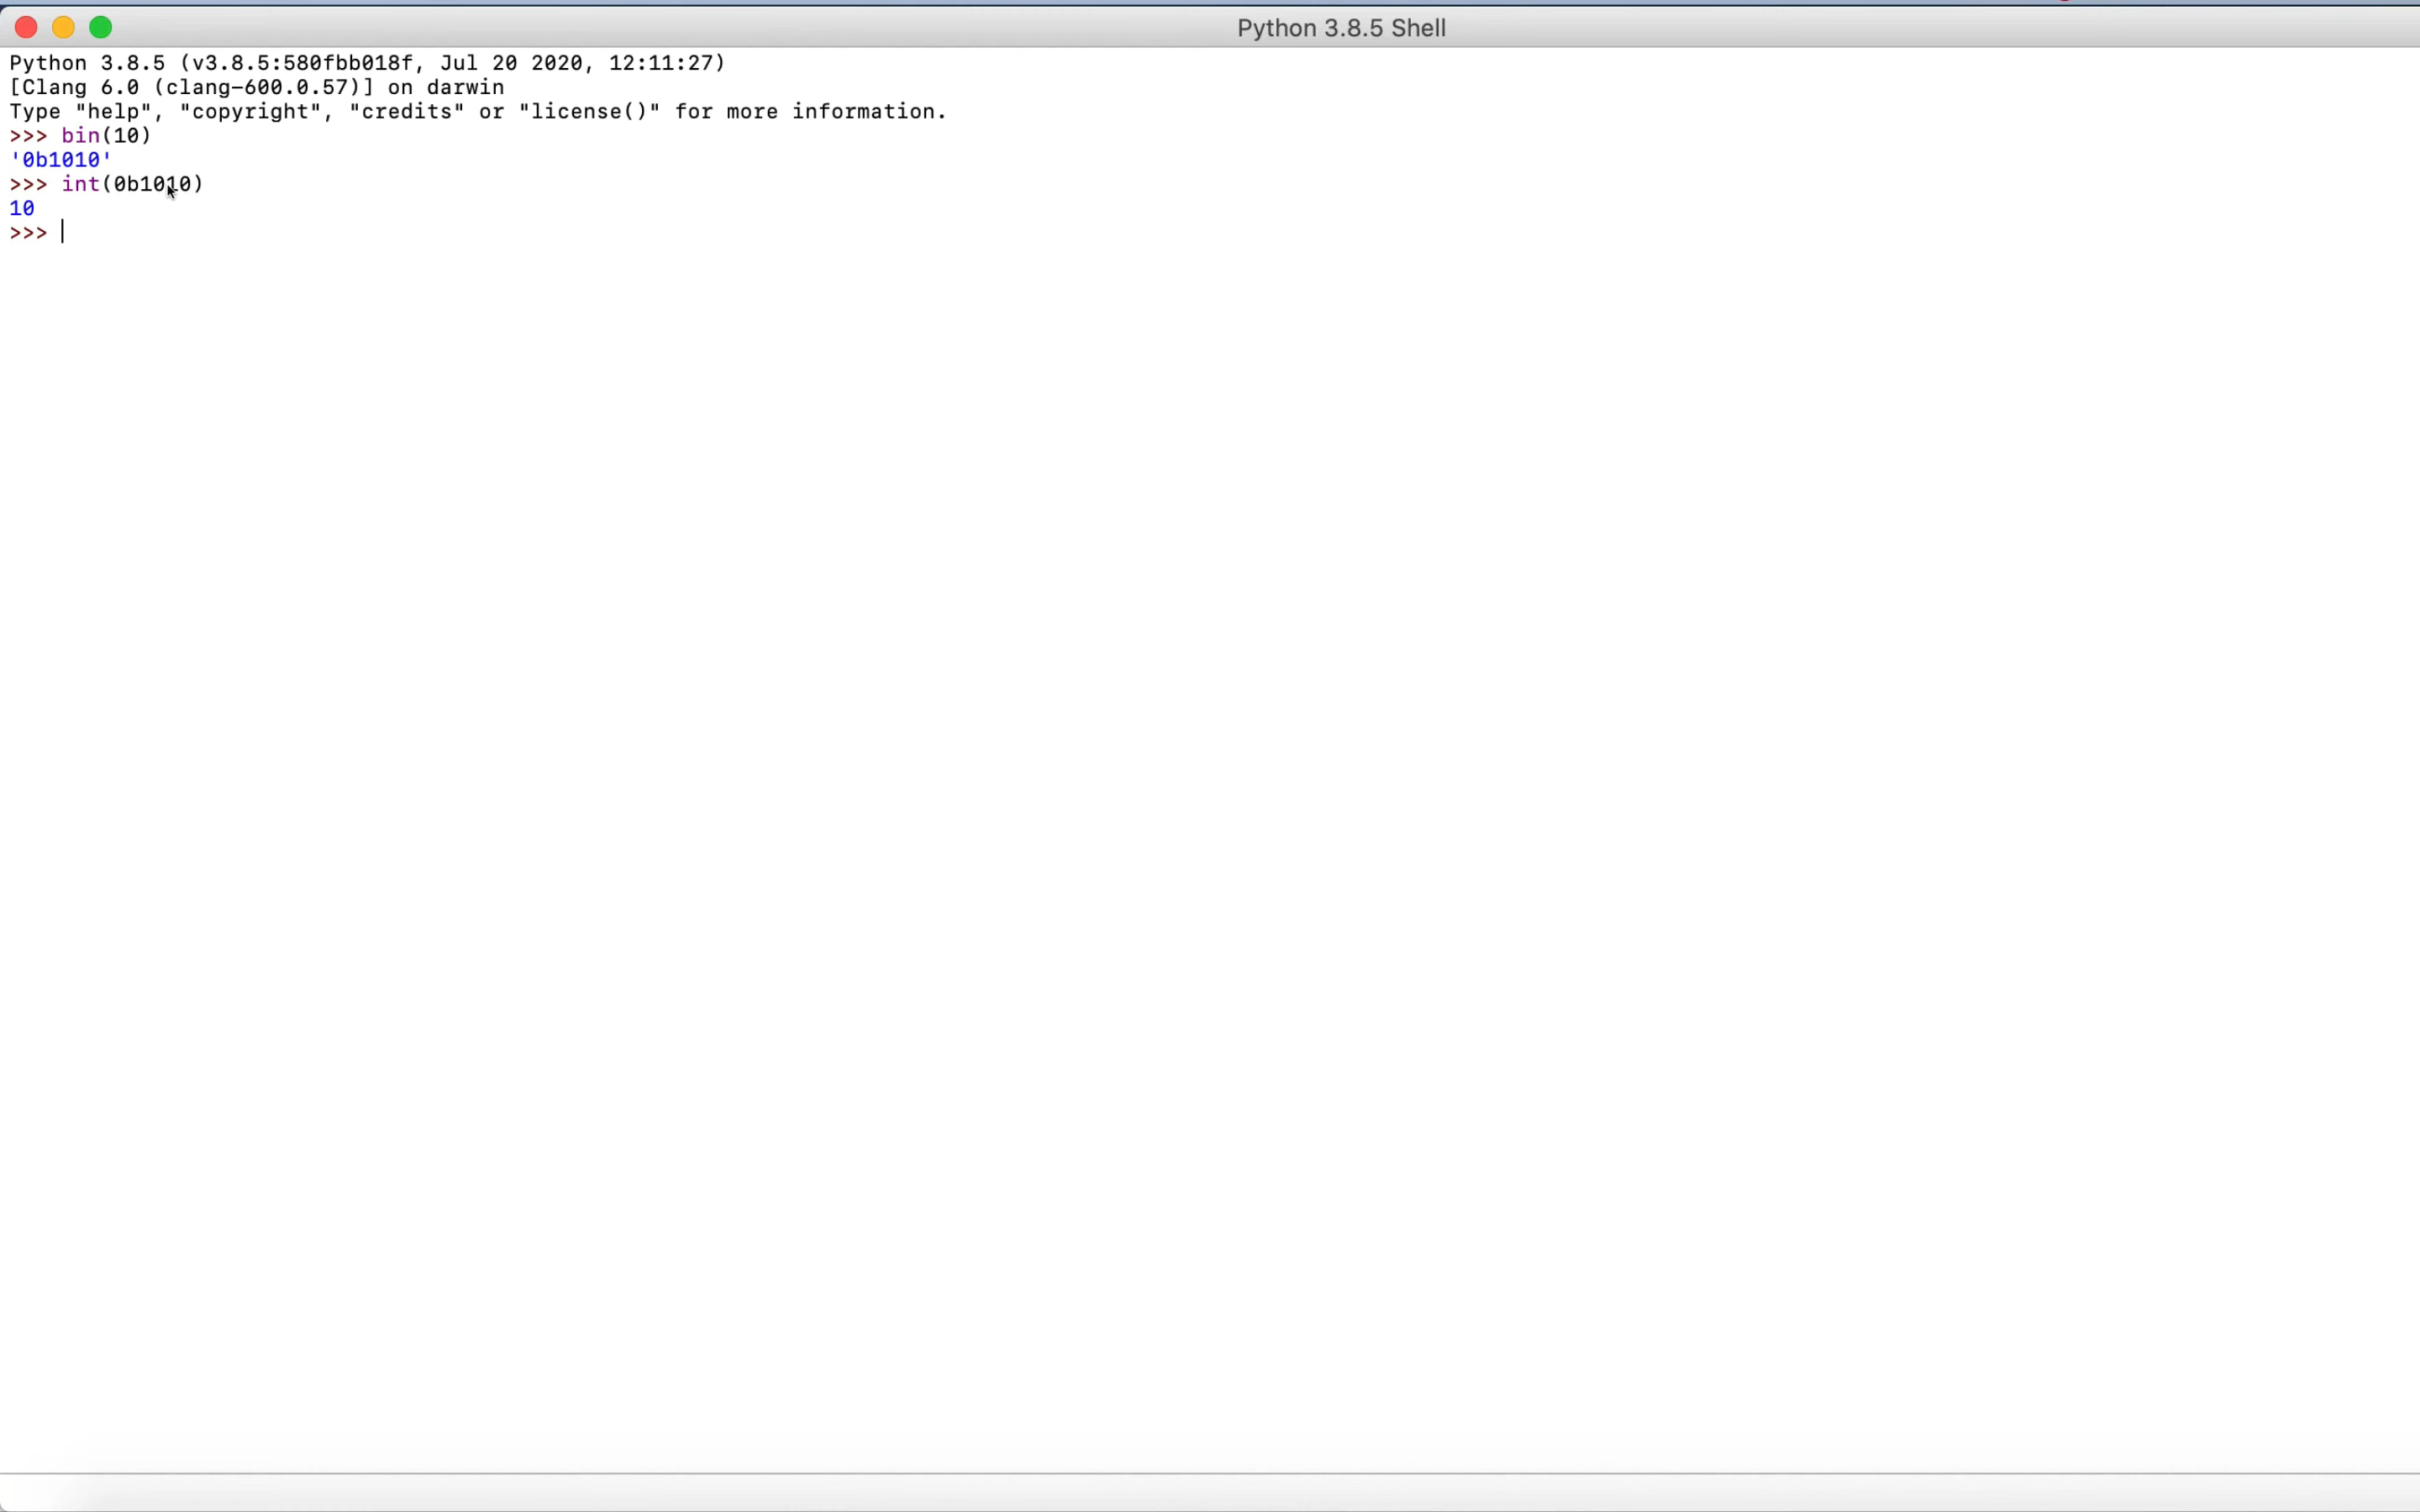 Python 3.8.5 Shell
Python 3.8.5 (v3.8.5:580fbb018f, Jul 20 2020, 12:11:27)
[Clang 6.0 (clang-600.0.57)] on darwin
Type "help", "copyright", "credits" or "license()" for more information.
>>> bin(10)
'0b1010'
>>> int(0b1010)
10
>>>